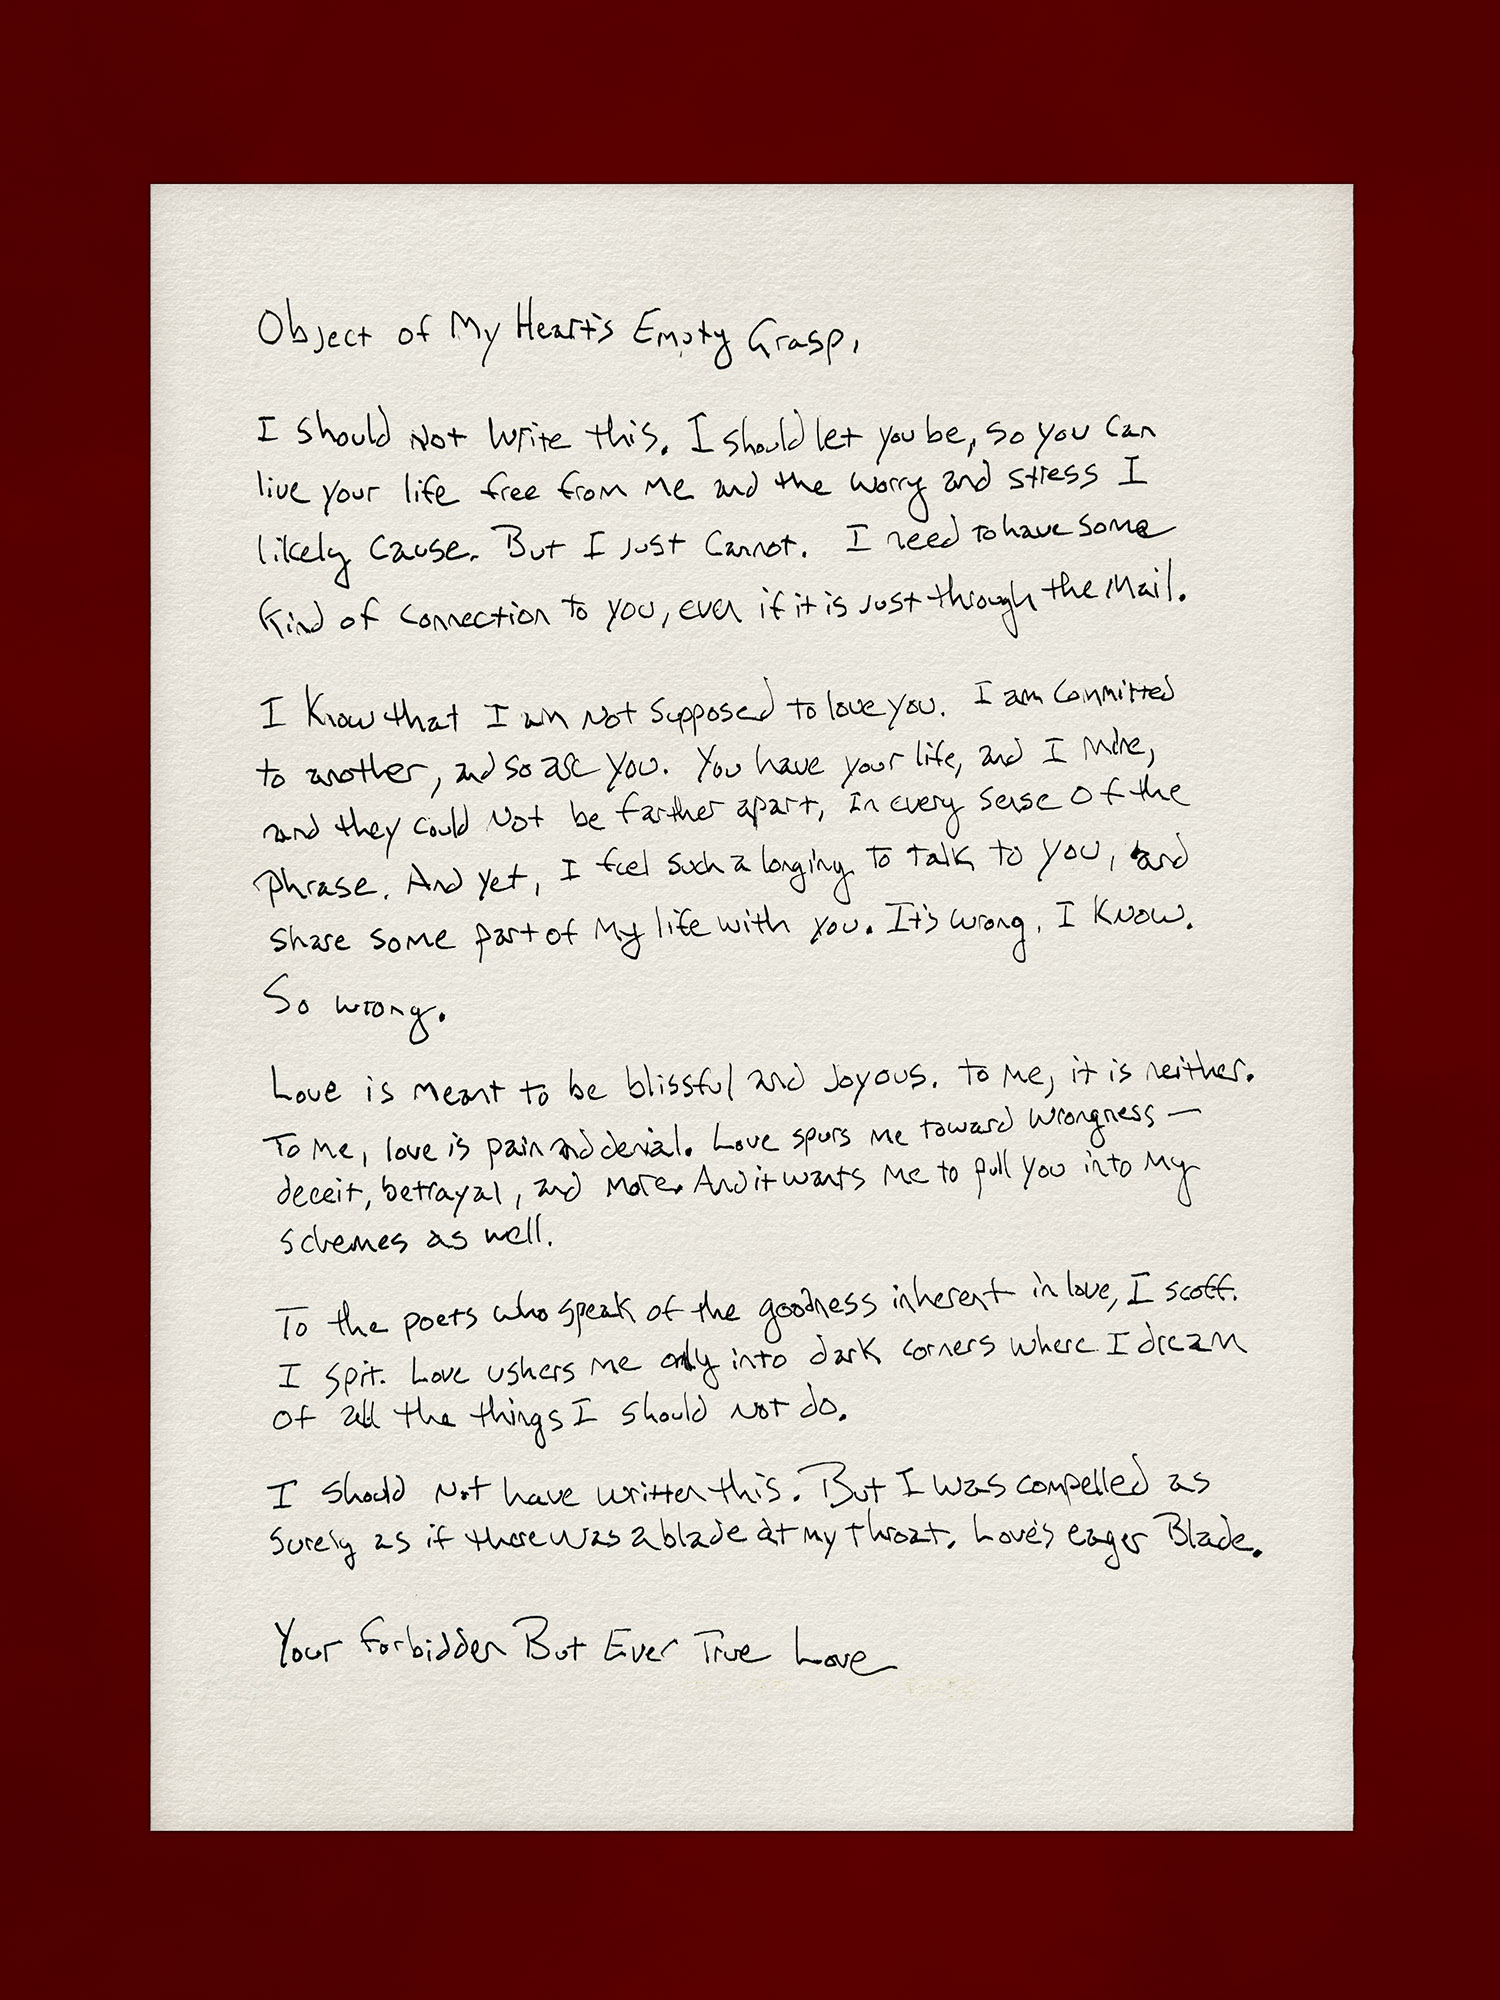 Object of My Heart's Empty Grasp,
I should Not Write this. I should let you be, so you can
live your life free from me and the worry and stress I
likely cause. But I just cannot. I need to have some
kind of connection to you, even if it is just through the Mail.
I know that I am not supposed to love you. I am committed
to another, and so are you. You have your life, and I mine,
and they could Not be farther apart, in every sense of the
phrase. And yet, I feel such a longing to talk to you, and
share some part of my life with you. It's wrong, I know.
So wrong.
Love is meant to be blissful and joyous. to me, it is neither.
To me, love is pain and denial. Love spurs me toward wrongness —
deceit, betrayal, and more. And it wants me to pull you into my
schemes as well.
To the poets who speak of the goodness inherent in love, I scoff.
I spit. Love ushers me only into dark corners where I dream
of all the things I should not do.
I should Not have written this. But I was compelled as
surely as if there was a blade at my throat. Love's eager Blade.
Your Forbidden But Ever True Love